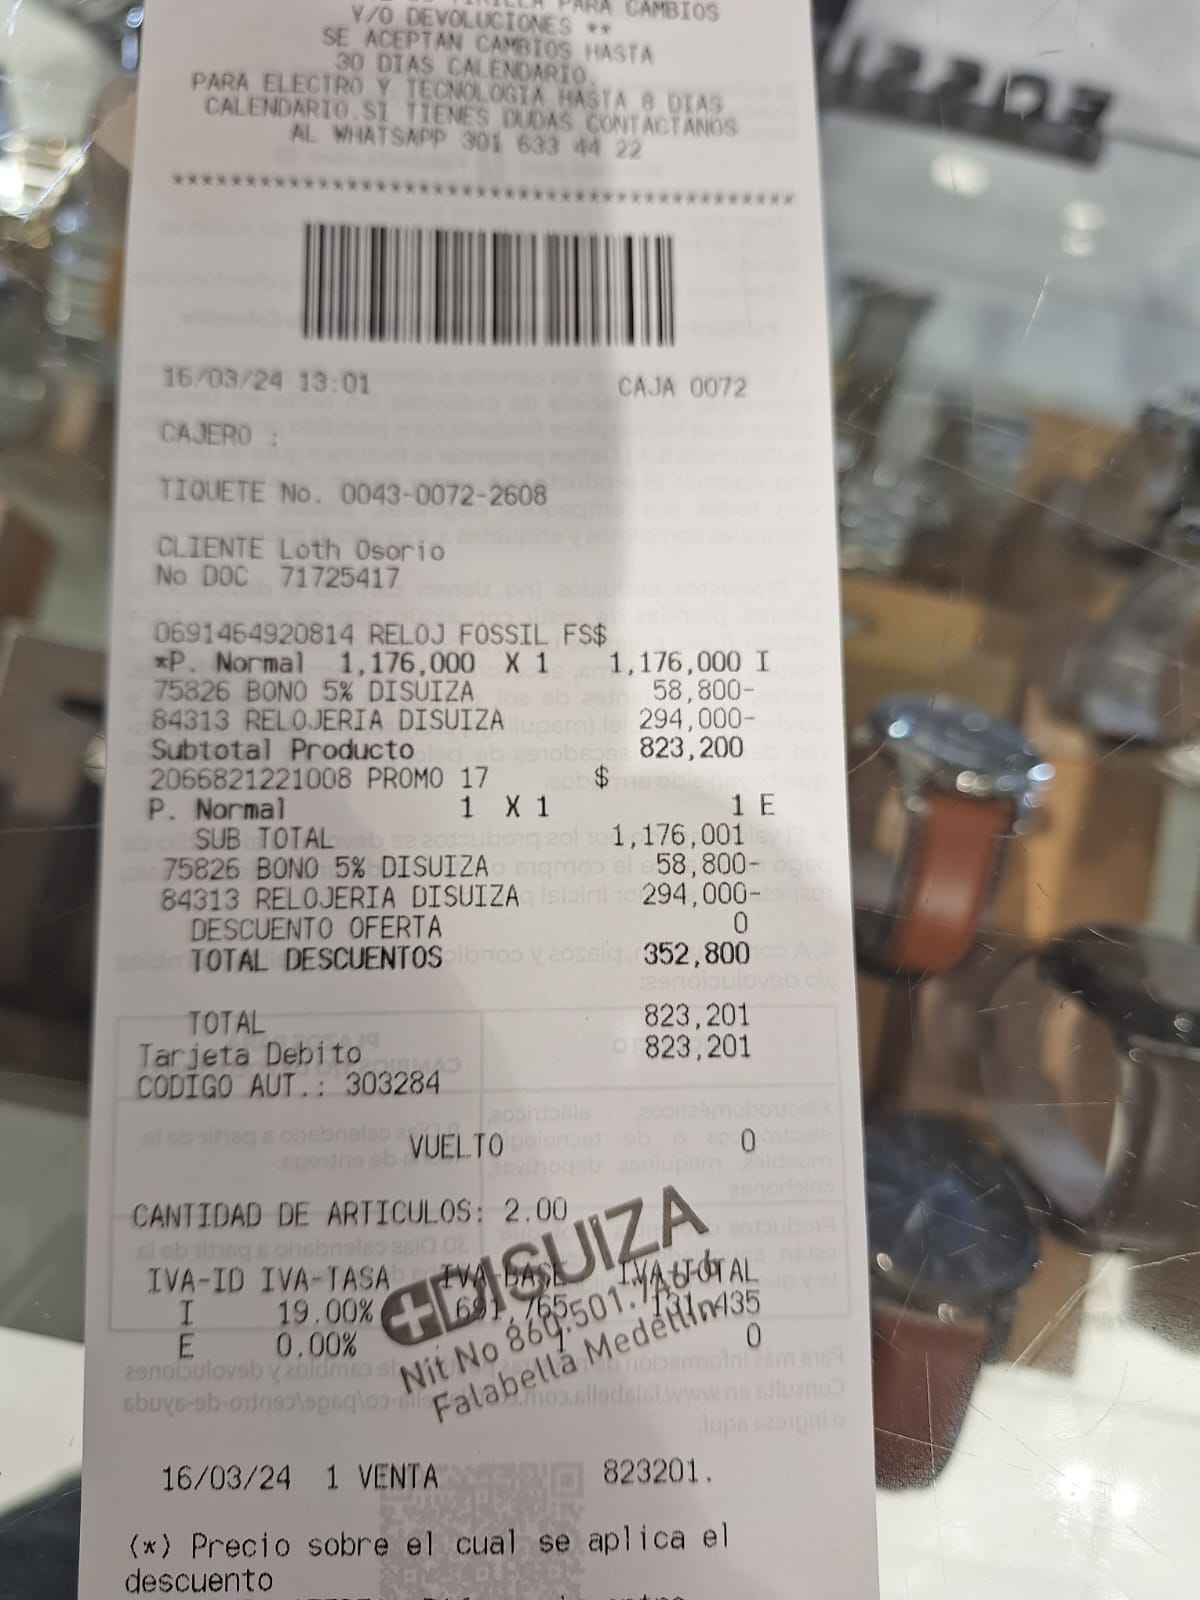 PARA CAMBIOS
Y/O DEVOLUCIONES **
SE ACEPTAN CAMBIOS HASTA
30 DIAS CALENDARIO.
PARA ELECTRO Y TECNOLOGIA HASTA 8 DIAS
CALENDARIO.SI TIENES DUDAS CONTACTANOS
AL WHATSAPP 301 633 44 22
****************************************
16/03/24 13:01 CAJA 0072
CAJERO :
TIQUETE No. 0043-0072-2608
CLIENTE Loth Osorio
No DOC 71725417
0691464920814 RELOJ FOSSIL FS$
*P. Normal 1,176,000 X 1 1,176,000 I
75826 BONO 5% DISUIZA 58,800-
84313 RELOJERIA DISUIZA 294,000-
Subtotal Producto 823,200
2066821221008 PROMO 17 $
P. Normal 1 X 1 1 E
SUB TOTAL 1,176,001
75826 BONO 5% DISUIZA 58,800-
84313 RELOJERIA DISUIZA 294,000-
DESCUENTO OFERTA 0
TOTAL DESCUENTOS 352,800
TOTAL 823,201
Tarjeta Debito 823,201
CODIGO AUT.: 303284
VUELTO 0
CANTIDAD DE ARTICULOS: 2.00
IVA-ID IVA-TASA IVA-BASE IVA-TOTAL
I 19.00% 691,765 131,435
E 0.00% 0
DISUIZA
Nit No
Falabella Medellin
16/03/24 1 VENTA 823201.
(*) Precio sobre el cual se aplica el
descuento
FOSSIL